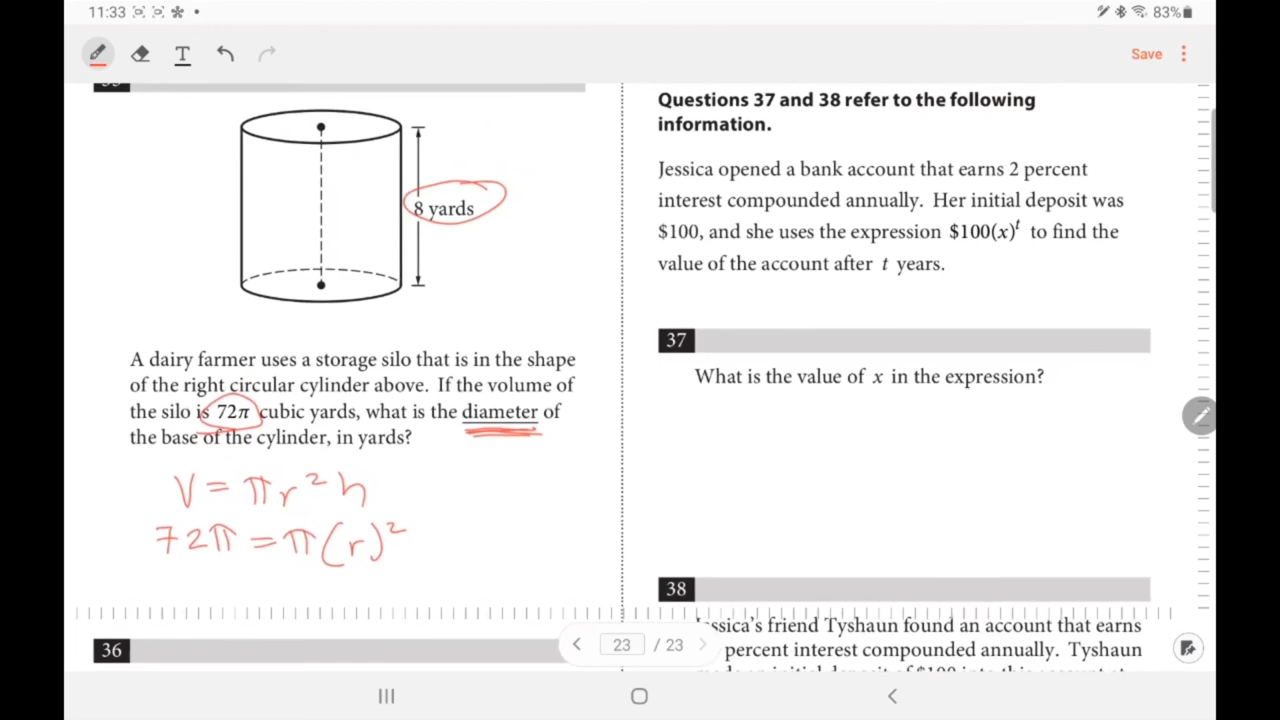 11:33
83%
T
Save
8 yards
A dairy farmer uses a storage silo that is in the shape
of the right circular cylinder above. If the volume of
the silo is 72π cubic yards, what is the diameter of
the base of the cylinder, in yards?
V = πr²h
72π = π(r)²
36
Questions 37 and 38 refer to the following
information.
Jessica opened a bank account that earns 2 percent
interest compounded annually. Her initial deposit was
$100, and she uses the expression $100(x)ᵗ to find the
value of the account after t years.
37
What is the value of x in the expression?
38
Jessica's friend Tyshaun found an account that earns
percent interest compounded annually. Tyshaun
23 / 23